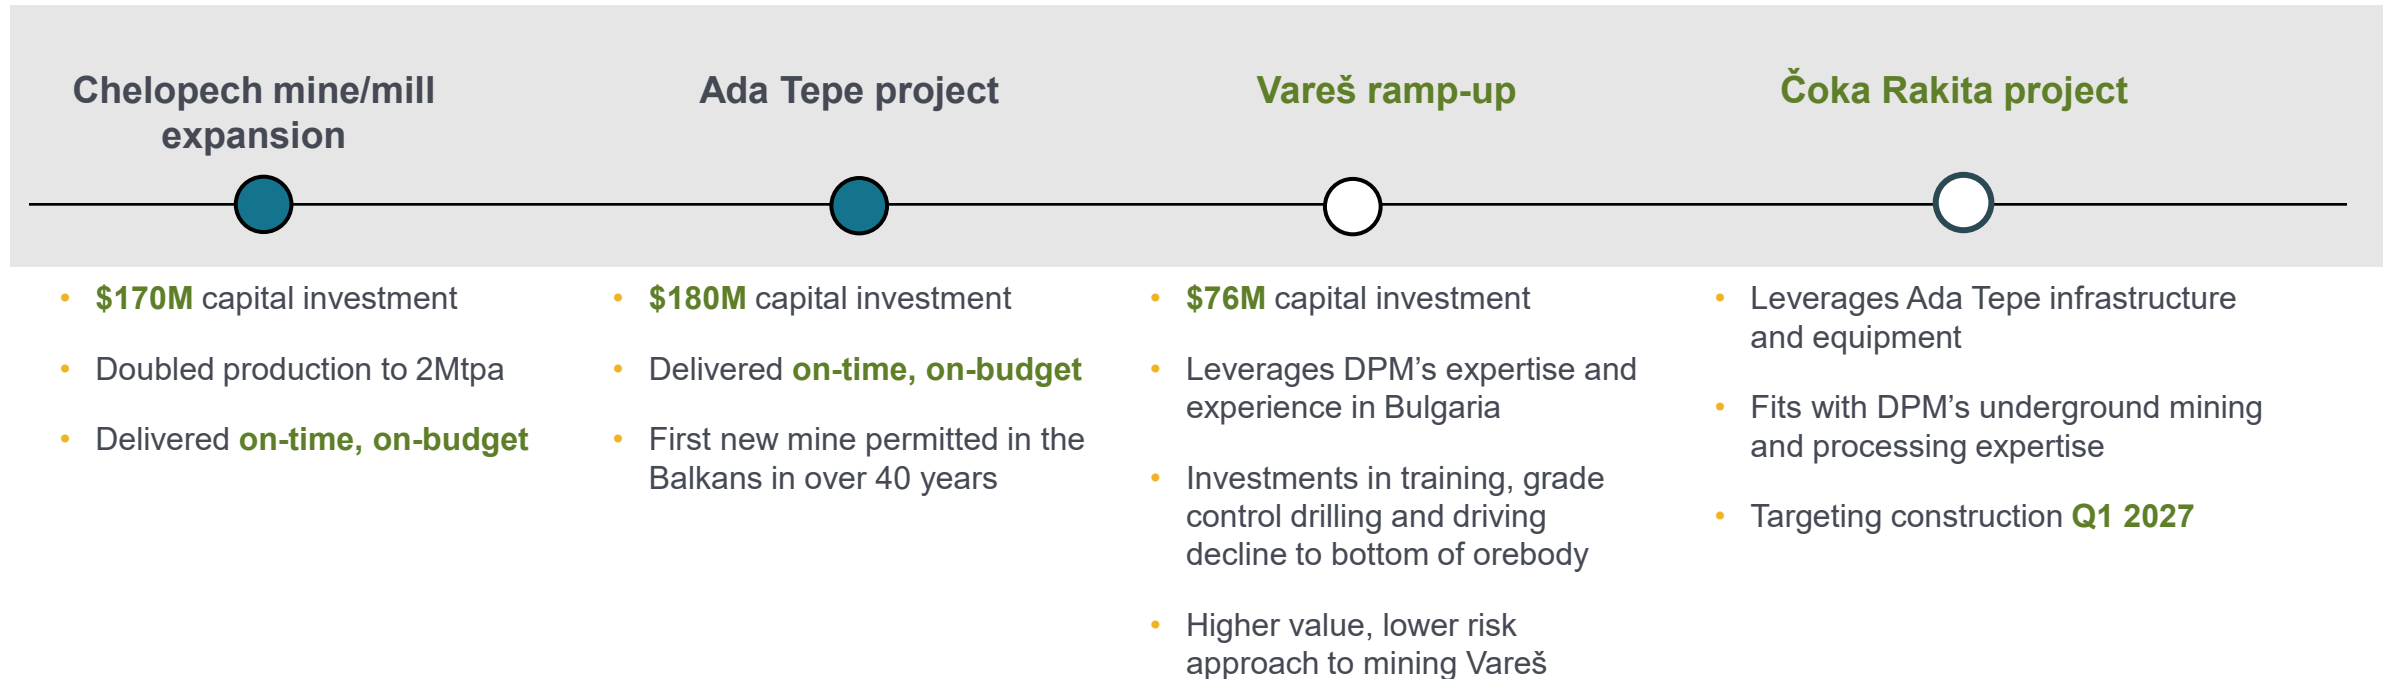 Chelopech mine/mill
expansion
Ada Tepe project
Vareš ramp-up
Čoka Rakita project
• $170M capital investment
• Doubled production to 2Mtpa
• Delivered on-time, on-budget
• $180M capital investment
• Delivered on-time, on-budget
• First new mine permitted in the
Balkans in over 40 years
• $76M capital investment
• Leverages DPM’s expertise and
experience in Bulgaria
• Investments in training, grade
control drilling and driving
decline to bottom of orebody
• Higher value, lower risk
approach to mining Vareš
• Leverages Ada Tepe infrastructure
and equipment
• Fits with DPM’s underground mining
and processing expertise
• Targeting construction Q1 2027